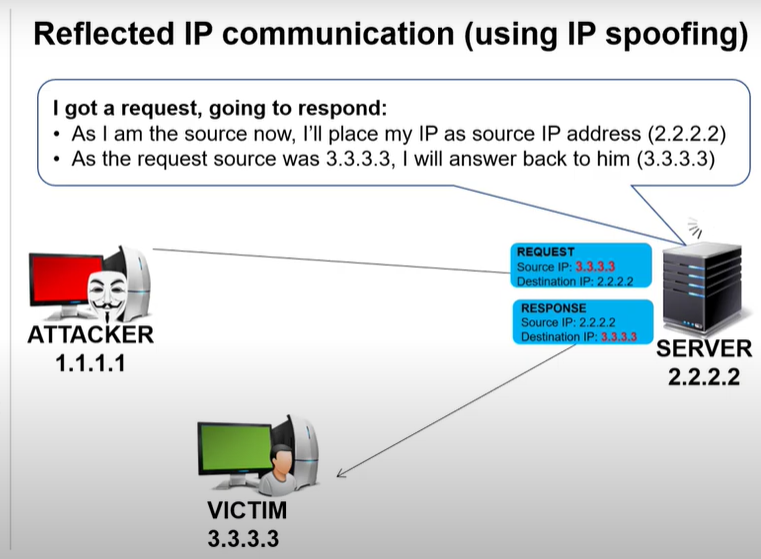 Reflected IP communication (using IP spoofing)
I got a request, going to respond:
• As I am the source now, I'll place my IP as source IP address (2.2.2.2)
• As the request source was 3.3.3.3, I will answer back to him (3.3.3.3)
REQUEST
Source IP: 3.3.3.3
Destination IP: 2.2.2.2
RESPONSE
Source IP: 2.2.2.2
Destination IP: 3.3.3.3
ATTACKER
1.1.1.1
SERVER
2.2.2.2
VICTIM
3.3.3.3